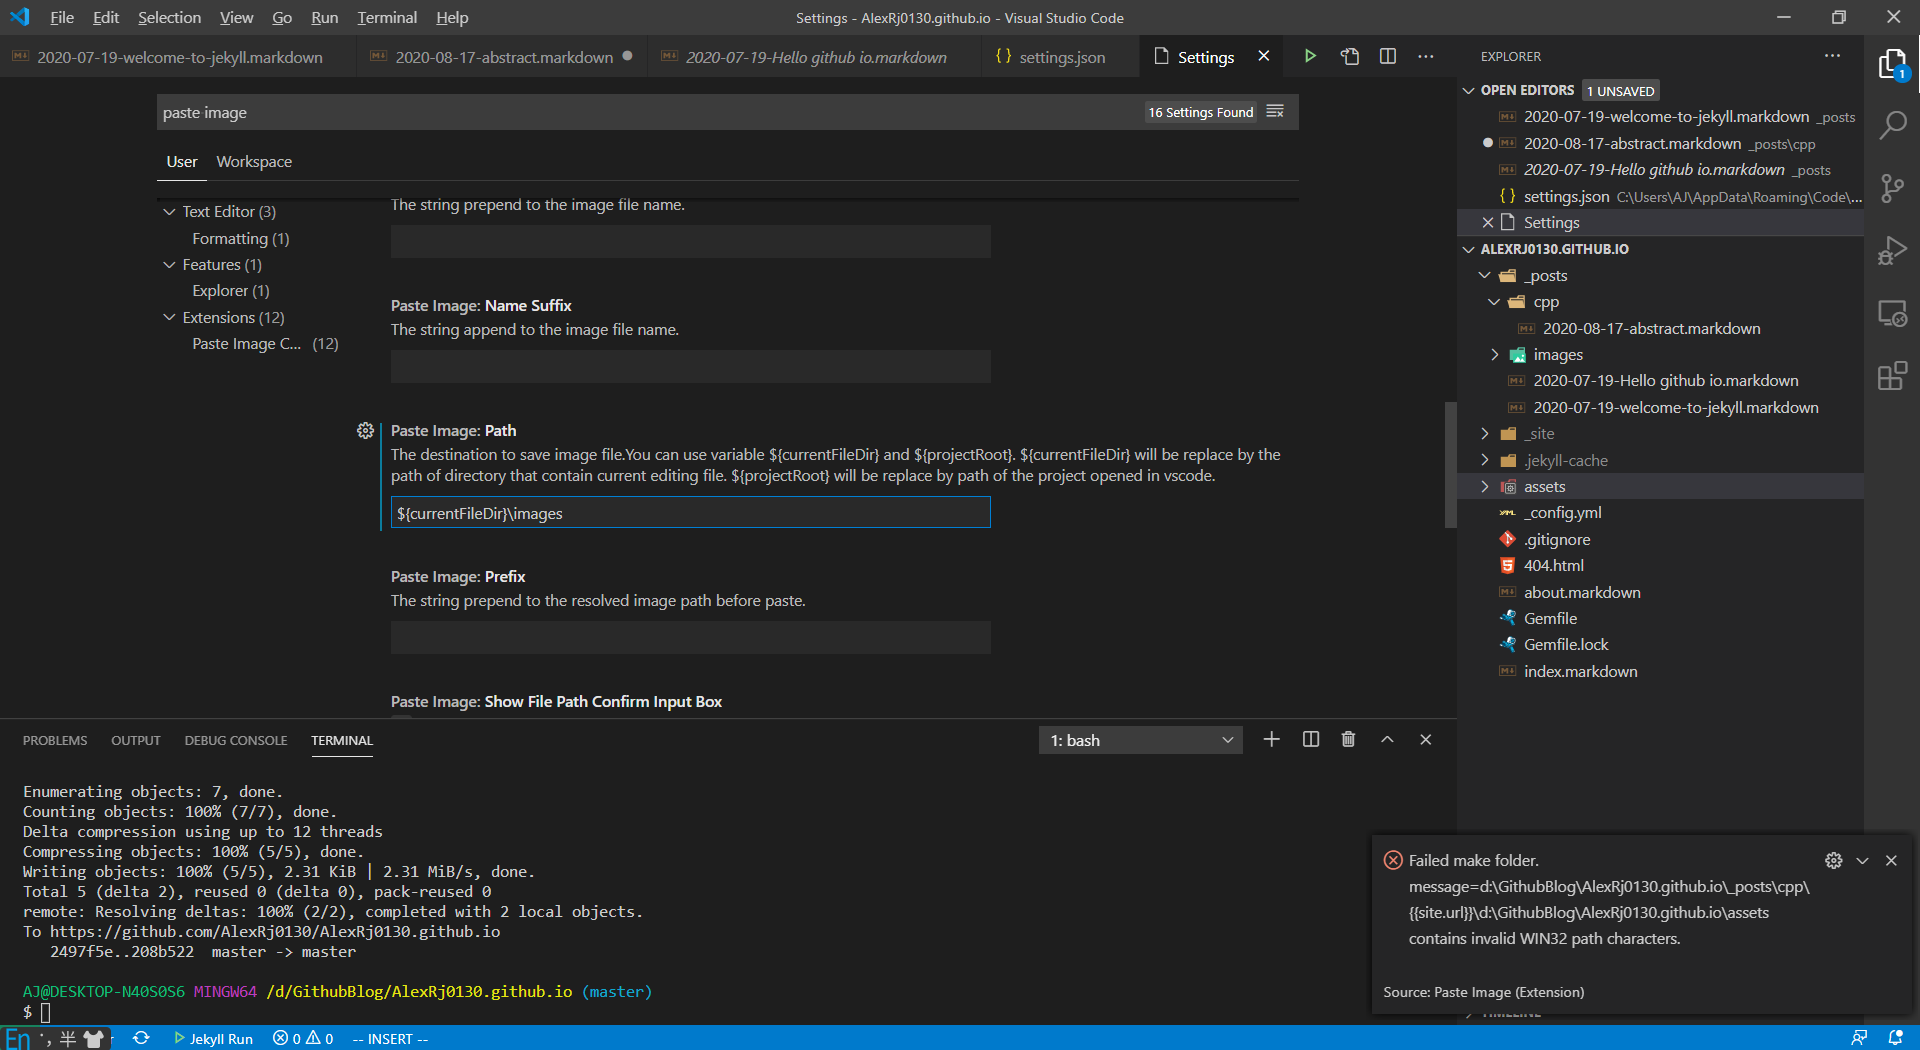 File Edit Selection View Go Run Terminal Help
Settings - AlexRj0130.github.io - Visual Studio Code
2020-07-19-welcome-to-jekyll.markdown
2020-08-17-abstract.markdown
2020-07-19-Hello github io.markdown
settings.json
Settings
paste image
16 Settings Found
User Workspace
Text Editor (3)
Formatting (1)
Features (1)
Explorer (1)
Extensions (12)
Paste Image C... (12)
The string prepend to the image file name.
Paste Image: Name Suffix
The string append to the image file name.
Paste Image: Path
The destination to save image file.You can use variable ${currentFileDir} and ${projectRoot}. ${currentFileDir} will be replace by the
path of directory that contain current editing file. ${projectRoot} will be replace by path of the project opened in vscode.
${currentFileDir}\images
Paste Image: Prefix
The string prepend to the resolved image path before paste.
Paste Image: Show File Path Confirm Input Box
EXPLORER
1
OPEN EDITORS 1 UNSAVED
2020-07-19-welcome-to-jekyll.markdown _posts
2020-08-17-abstract.markdown _posts\cpp
2020-07-19-Hello github io.markdown _posts
settings.json C:\Users\AJ\AppData\Roaming\Code\...
Settings
ALEXRJ0130.GITHUB.IO
_posts
cpp
2020-08-17-abstract.markdown
images
2020-07-19-Hello github io.markdown
2020-07-19-welcome-to-jekyll.markdown
_site
.jekyll-cache
assets
_config.yml
.gitignore
404.html
about.markdown
Gemfile
Gemfile.lock
index.markdown
PROBLEMS OUTPUT DEBUG CONSOLE TERMINAL
1: bash
Enumerating objects: 7, done.
Counting objects: 100% (7/7), done.
Delta compression using up to 12 threads
Compressing objects: 100% (5/5), done.
Writing objects: 100% (5/5), 2.31 KiB | 2.31 MiB/s, done.
Total 5 (delta 2), reused 0 (delta 0), pack-reused 0
remote: Resolving deltas: 100% (2/2), completed with 2 local objects.
To https://github.com/AlexRj0130/AlexRj0130.github.io
2497f5e..208b522 master -> master
AJ@DESKTOP-N40S0S6 MINGW64 /d/GithubBlog/AlexRj0130.github.io (master)
$
Failed make folder.
message=d:\GithubBlog\AlexRj0130.github.io\_posts\cpp\
{{site.url}}\d:\GithubBlog\AlexRj0130.github.io\assets
contains invalid WIN32 path characters.
Source: Paste Image (Extension)
TIMELINE
En 半 Jekyll Run 0 0 -- INSERT --